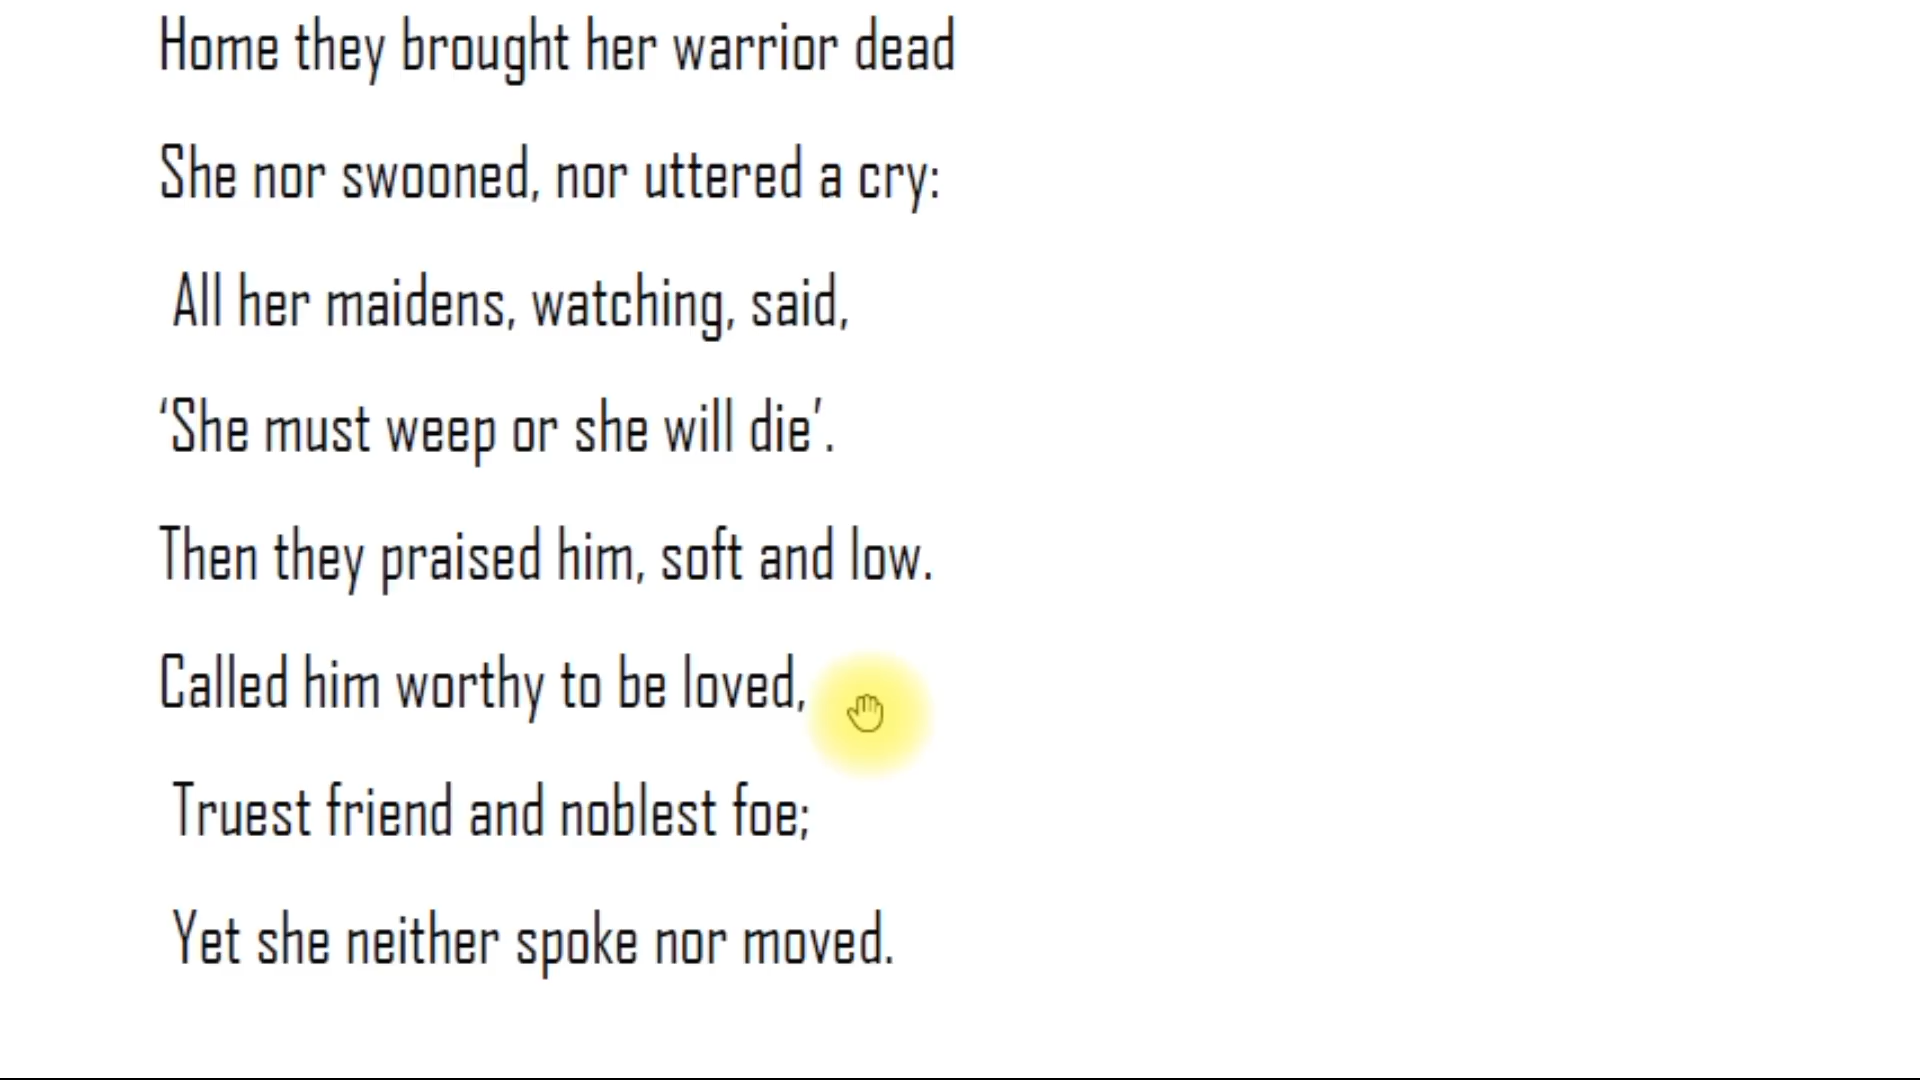 Home they brought her warrior dead
She nor swooned, nor uttered a cry:
All her maidens, watching, said,
‘She must weep or she will die’.
Then they praised him, soft and low.
Called him worthy to be loved,
Truest friend and noblest foe;
Yet she neither spoke nor moved.